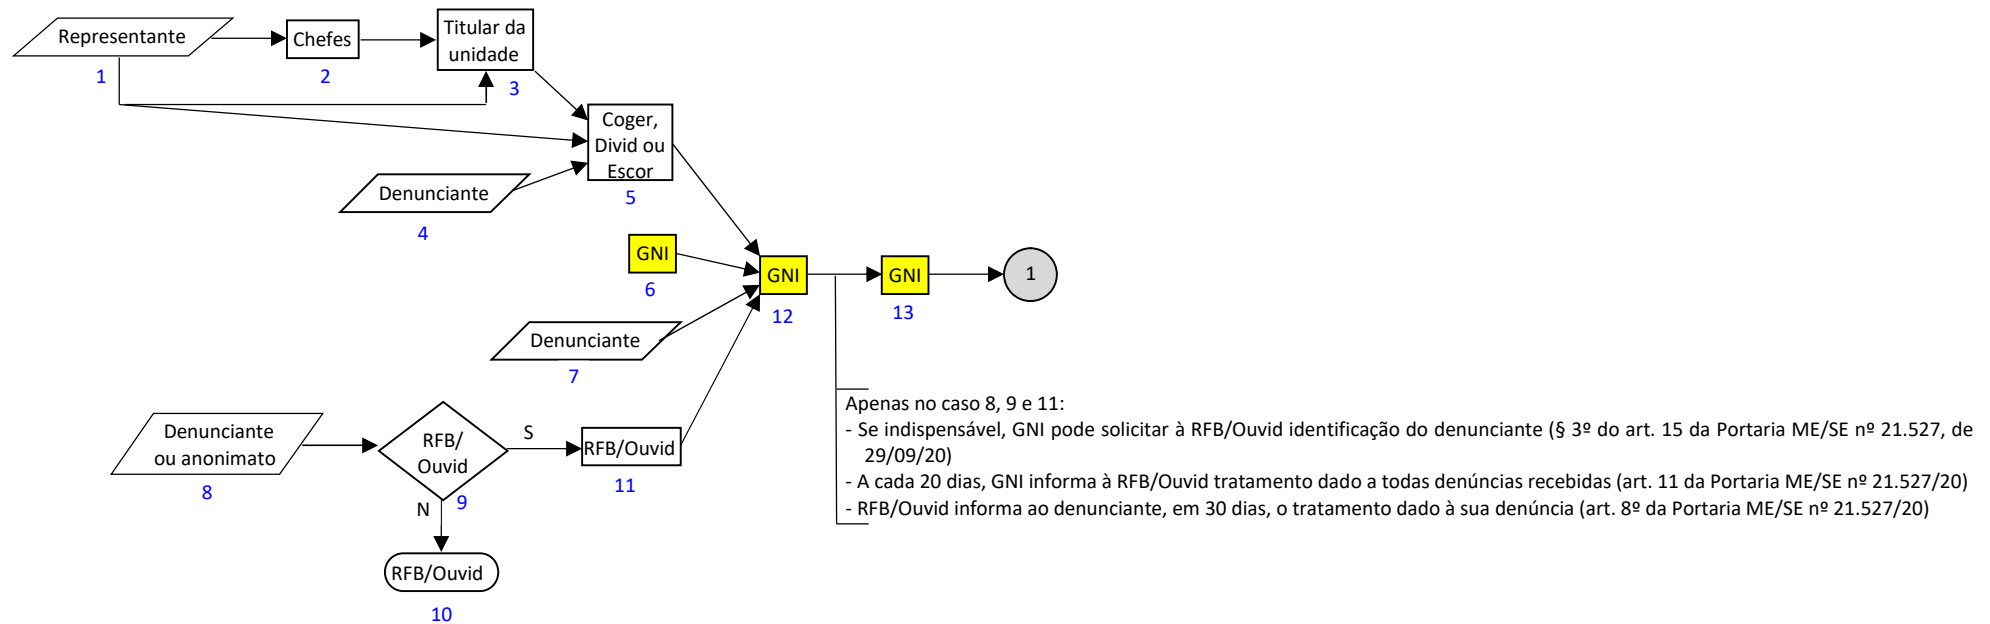 Representante
1
Chefes
2
Titular da
unidade
3
Coger,
Divid ou
Escor
5
Denunciante
4
GNI
6
GNI
12
GNI
13
1
Denunciante
7
Denunciante
ou anonimato
8
RFB/
Ouvid
9
S
N
RFB/Ouvid
11
RFB/Ouvid
10
Apenas no caso 8, 9 e 11:
- Se indispensável, GNI pode solicitar à RFB/Ouvid identificação do denunciante (§ 3º do art. 15 da Portaria ME/SE nº 21.527, de
29/09/20)
- A cada 20 dias, GNI informa à RFB/Ouvid tratamento dado a todas denúncias recebidas (art. 11 da Portaria ME/SE nº 21.527/20)
- RFB/Ouvid informa ao denunciante, em 30 dias, o tratamento dado à sua denúncia (art. 8º da Portaria ME/SE nº 21.527/20)